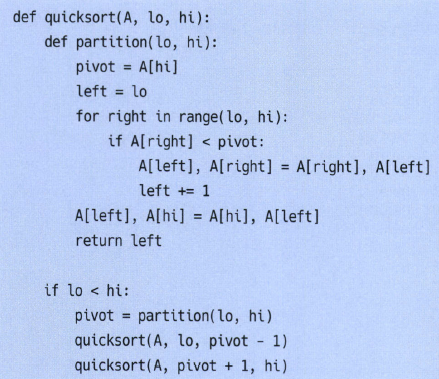 def quicksort(A, lo, hi):
    def partition(lo, hi):
        pivot = A[hi]
        left = lo
        for right in range(lo, hi):
            if A[right] < pivot:
                A[left], A[right] = A[right], A[left]
                left += 1
        A[left], A[hi] = A[hi], A[left]
        return left

    if lo < hi:
        pivot = partition(lo, hi)
        quicksort(A, lo, pivot - 1)
        quicksort(A, pivot + 1, hi)